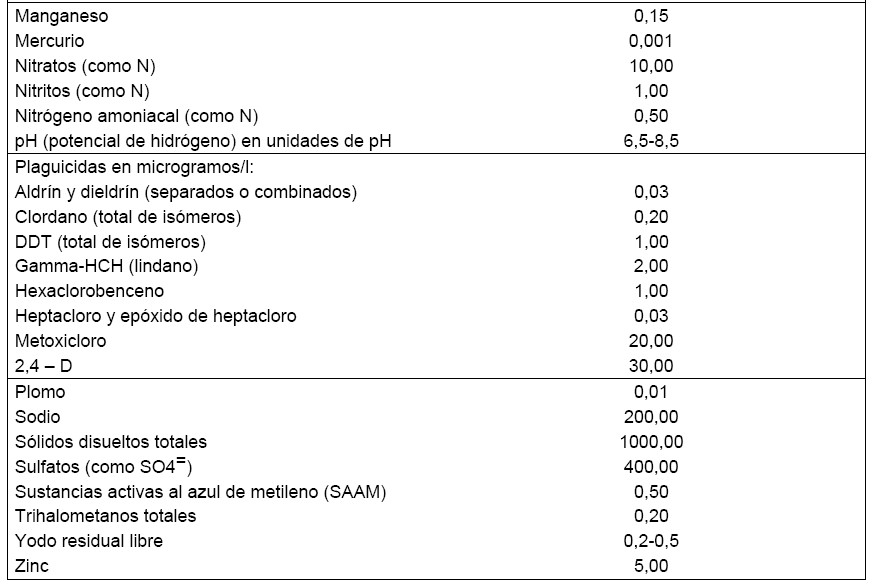 Manganeso 0,15
Mercurio 0,001
Nitratos (como N) 10,00
Nitritos (como N) 1,00
Nitrógeno amoniacal (como N) 0,50
pH (potencial de hidrógeno) en unidades de pH 6,5-8,5
Plaguicidas en microgramos/l:
Aldrín y dieldrín (separados o combinados) 0,03
Clordano (total de isómeros) 0,20
DDT (total de isómeros) 1,00
Gamma-HCH (lindano) 2,00
Hexaclorobenceno 1,00
Heptacloro y epóxido de heptacloro 0,03
Metoxicloro 20,00
2,4 – D 30,00
Plomo 0,01
Sodio 200,00
Sólidos disueltos totales 1000,00
Sulfatos (como SO4=) 400,00
Sustancias activas al azul de metileno (SAAM) 0,50
Trihalometanos totales 0,20
Yodo residual libre 0,2-0,5
Zinc 5,00